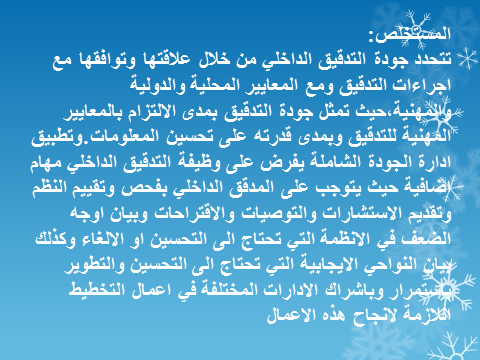 المستخلص:
تتحدد جودة التدقيق الداخلي من خلال علاقتها وتوافقها مع
اجراءات التدقيق ومع المعايير المحلية والدولية
والمهنية،حيث تمثل جودة التدقيق بمدى الالتزام بالمعايير
المهنية للتدقيق وبمدى قدرته على تحسين المعلومات.وتطبيق
ادارة الجودة الشاملة يفرض على وظيفة التدقيق الداخلي مهام
اضافية حيث يتوجب على المدقق الداخلي بفحص وتقييم النظم
وتقديم الاستشارات والتوصيات والاقتراحات وبيان اوجه
الضعف في الانظمة التي تحتاج الى التحسين او الالغاء وكذلك
بيان النواحي الايجابية التي تحتاج الى التحسين والتطوير
باستمرار وباشراك الادارات المختلفة في اعمال التخطيط
اللازمة لانجاح هذه الاعمال